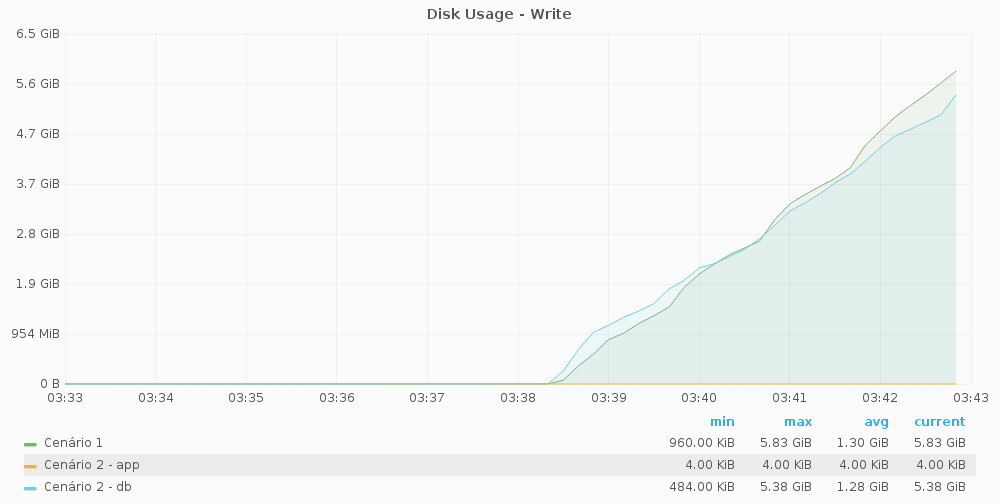 Disk Usage - Write
6.5 GiB
5.6 GiB
4.7 GiB
3.7 GiB
2.8 GiB
1.9 GiB
954 MiB
0 B
03:33 03:34 03:35 03:36 03:37 03:38 03:39 03:40 03:41 03:42 03:43
min max avg current
Cenário 1 960.00 KiB 5.83 GiB 1.30 GiB 5.83 GiB
Cenário 2 - app 4.00 KiB 4.00 KiB 4.00 KiB 4.00 KiB
Cenário 2 - db 484.00 KiB 5.38 GiB 1.28 GiB 5.38 GiB